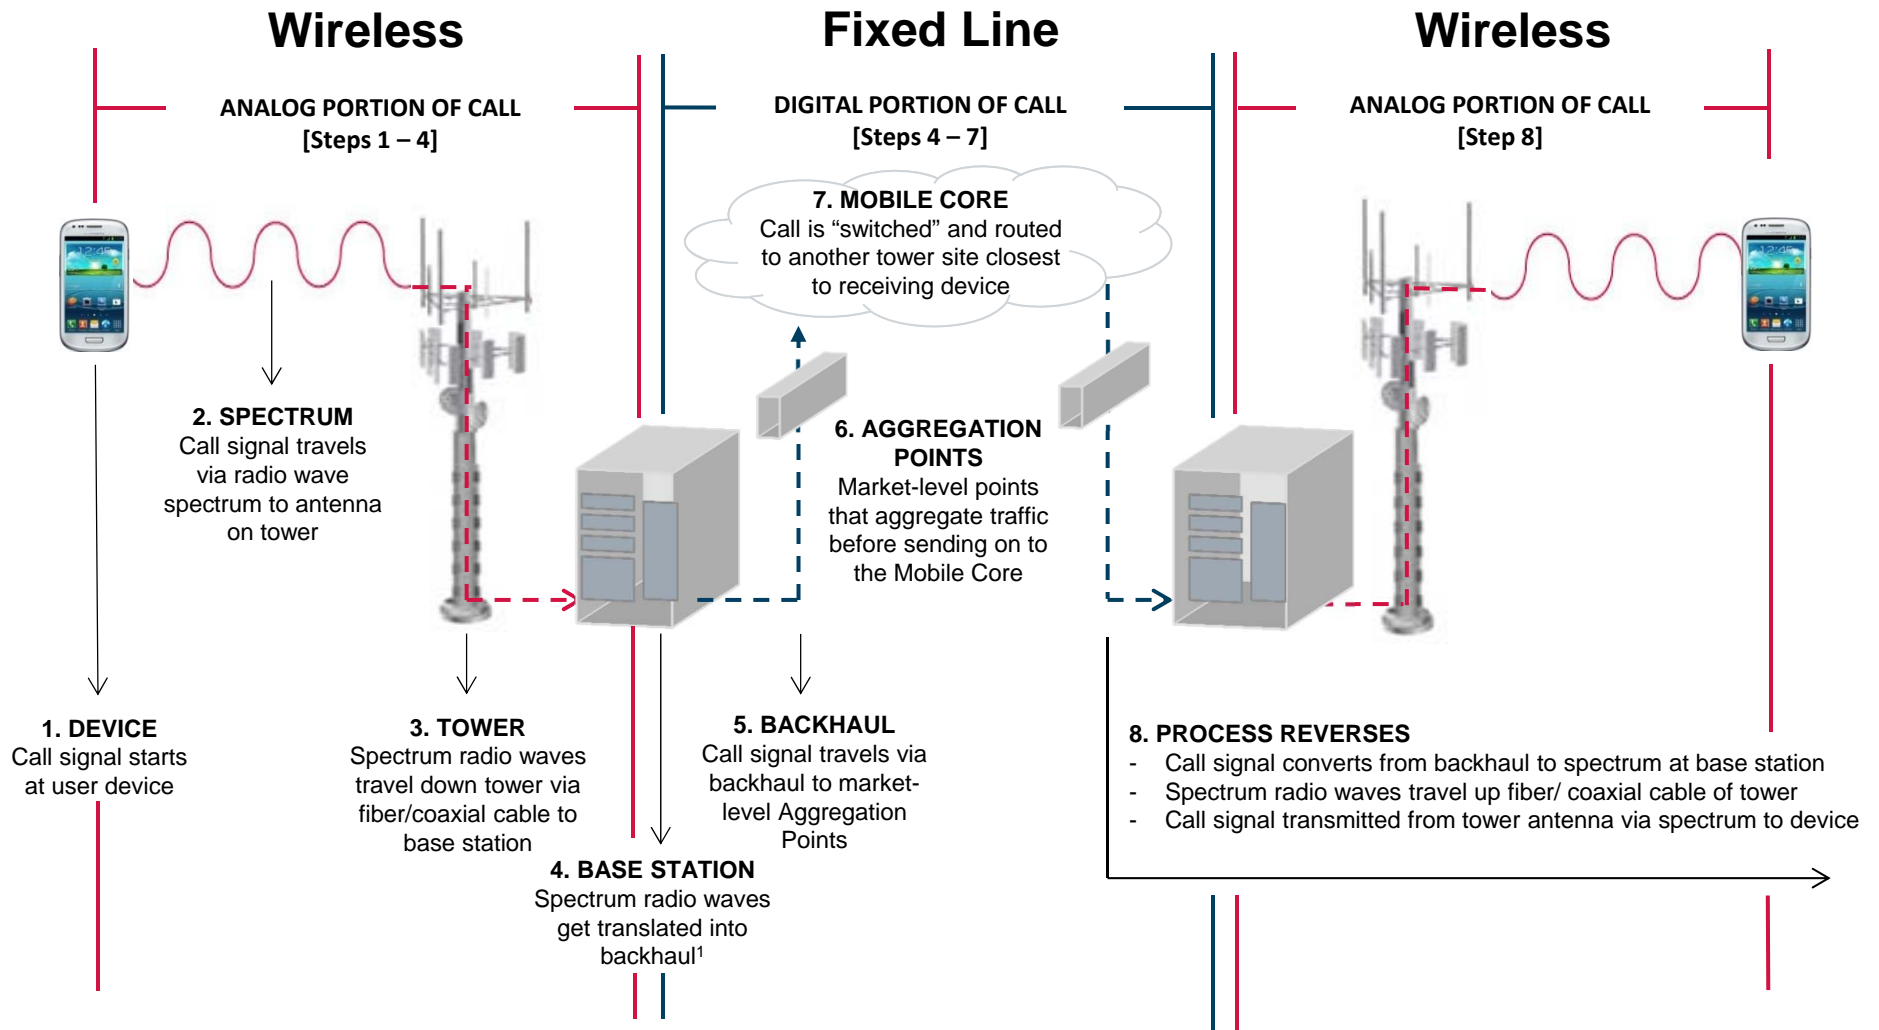 Wireless
Fixed Line
Wireless
ANALOG PORTION OF CALL
[Steps 1 – 4]
DIGITAL PORTION OF CALL
[Steps 4 – 7]
ANALOG PORTION OF CALL
[Step 8]
7. MOBILE CORE
Call is “switched” and routed
to another tower site closest
to receiving device
12:45
12:45
2. SPECTRUM
Call signal travels
via radio wave
spectrum to antenna
on tower
6. AGGREGATION
POINTS
Market-level points
that aggregate traffic
before sending on to
the Mobile Core
1. DEVICE
Call signal starts
at user device
3. TOWER
Spectrum radio waves
travel down tower via
fiber/coaxial cable to
base station
4. BASE STATION
Spectrum radio waves
get translated into
backhaul¹
5. BACKHAUL
Call signal travels via
backhaul to market-
level Aggregation
Points
8. PROCESS REVERSES
- Call signal converts from backhaul to spectrum at base station
- Spectrum radio waves travel up fiber/ coaxial cable of tower
- Call signal transmitted from tower antenna via spectrum to device